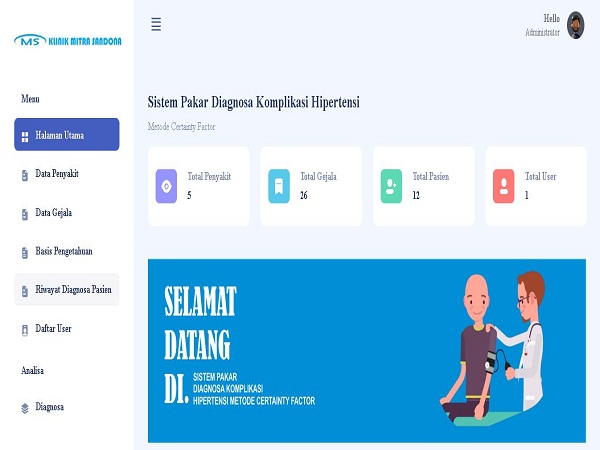 MS KLINIK MITRA SANDONA
Hello
Administrator
Menu
Halaman Utama
Data Penyakit
Data Gejala
Basis Pengetahuan
Riwayat Diagnosa Pasien
Daftar User
Analisa
Diagnosa
Sistem Pakar Diagnosa Komplikasi Hipertensi
Metode Certainty Factor
Total Penyakit
5
Total Gejala
26
Total Pasien
12
Total User
1
SELAMAT
DATANG
DI.
SISTEM PAKAR
DIAGNOSA KOMPLIKASI
HIPERTENSI METODE CERTAINTY FACTOR